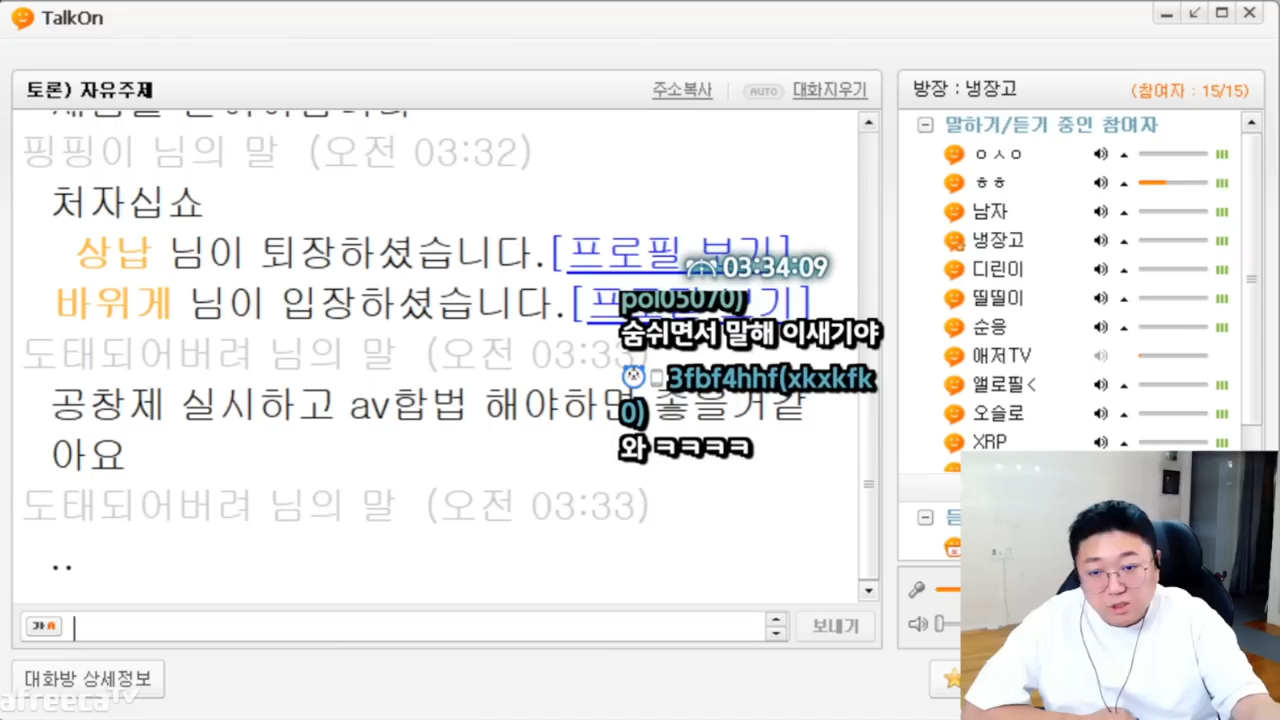 TalkOn
토론) 자유주제
주소복사
AUTO
대화지우기
핑핑이 님의 말 (오전 03:32)
처자십쇼
상납 님이 퇴장하셨습니다.[프로필 보기]
03:34:09
바위게 님이 입장하셨습니다.[프로필 보기]
pol05070)
숨쉬면서 말해 이새기야
도태되어버려 님의 말 (오전 03:33)
3fbf4hhf(xkxkfk
0)
공창제 실시하고 av합법 해야하면 좋을거같
아요
와 ㅋㅋㅋㅋ
도태되어버려 님의 말 (오전 03:33)
..
가
보내기
대화방 상세정보
afreecaTV
방장 : 냉장고
(참여자 : 15/15)
말하기/듣기 중인 참여자
ㅇㅅㅇ
ㅎㅎ
남자
냉장고
디린이
띨띨이
순응
애저TV
앨로필<
오슬로
XRP